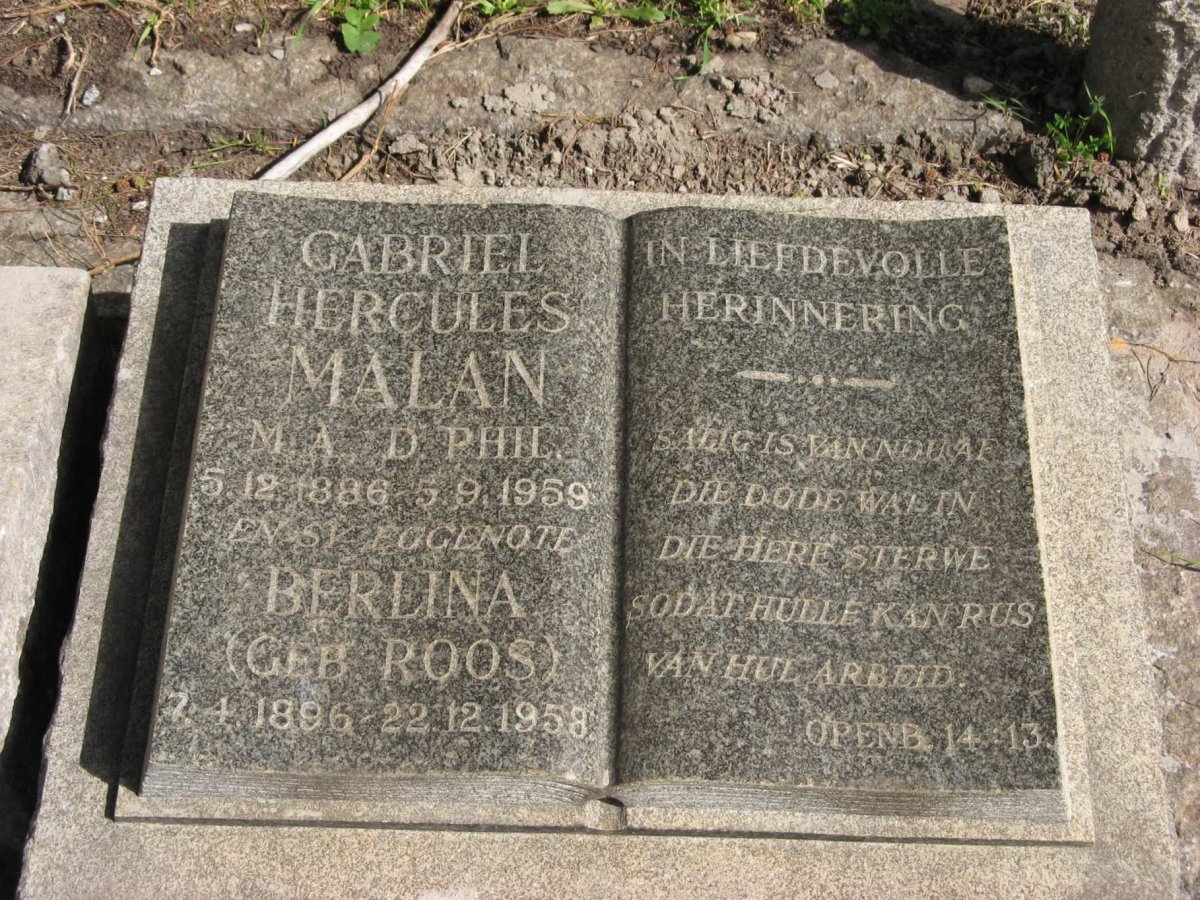 GABRIEL
HERCULES
MALAN
M.A. D PHIL.
5.12.1886-5.9.1959
EN SY EGGENOTE
BERLINA
(GEB ROOS)
7.4.1896-22.12.1958
IN LIEFDEVOLLE
HERINNERING
SALIG IS VAN NOU AF
DIE DODE WAT IN
DIE HERE STERWE
SODAT HULLE KAN RUS
VAN HUL ARBEID.
OPENB. 14:13.